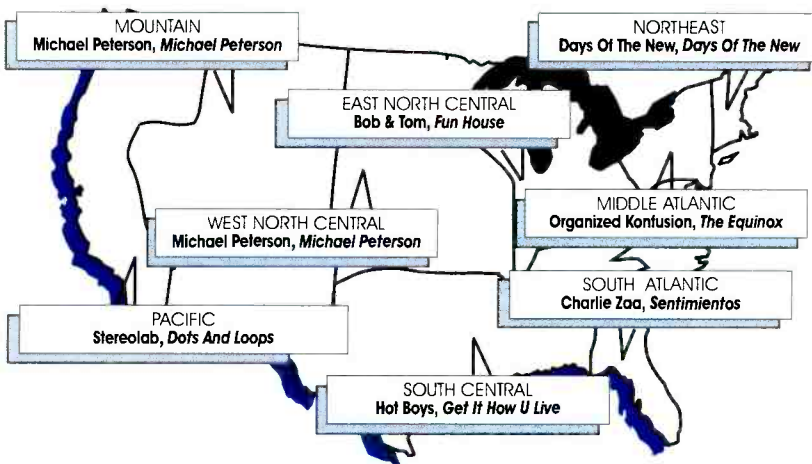 MOUNTAIN
Michael Peterson, Michael Peterson
NORTHEAST
Days Of The New, Days Of The New
EAST NORTH CENTRAL
Bob & Tom, Fun House
MIDDLE ATLANTIC
Organized Konfusion, The Equinox
WEST NORTH CENTRAL
Michael Peterson, Michael Peterson
SOUTH ATLANTIC
Charlie Zaa, Sentimientos
PACIFIC
Stereolab, Dots And Loops
SOUTH CENTRAL
Hot Boys, Get It How U Live